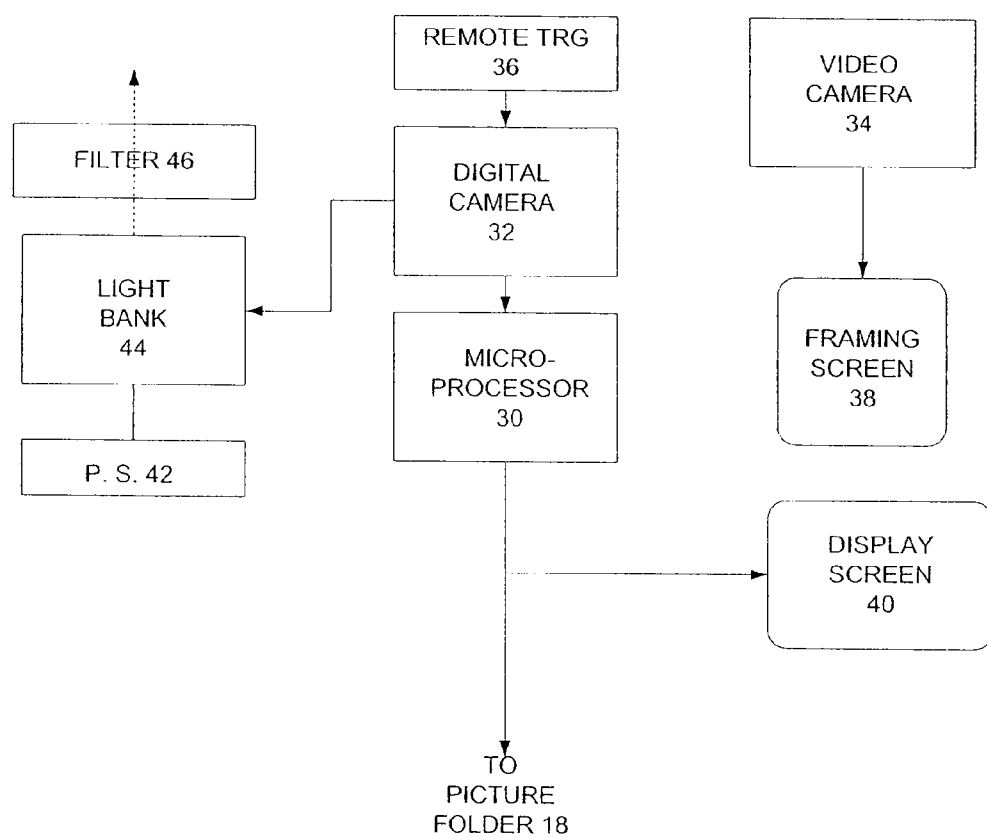 REMOTE TRG
36
VIDEO
CAMERA
34
FILTER 46
DIGITAL
CAMERA
32
LIGHT
BANK
44
MICRO-
PROCESSOR
30
FRAMING
SCREEN
38
P. S. 42
DISPLAY
SCREEN
40
TO
PICTURE
FOLDER 18